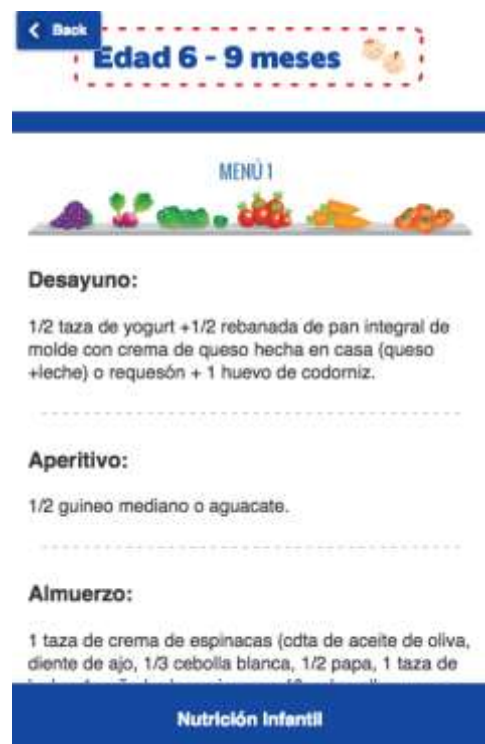 Back
Edad 6 - 9 meses
MENÚ 1
Desayuno:
1/2 taza de yogurt +1/2 rebanada de pan integral de
molde con crema de queso hecha en casa (queso
+leche) o requesón + 1 huevo de codorniz.
Aperitivo:
1/2 guineo mediano o aguacate.
Almuerzo:
1 taza de crema de espinacas (cdta de aceite de oliva,
diente de ajo, 1/3 cebolla blanca, 1/2 papa, 1 taza de
Nutrición Infantil